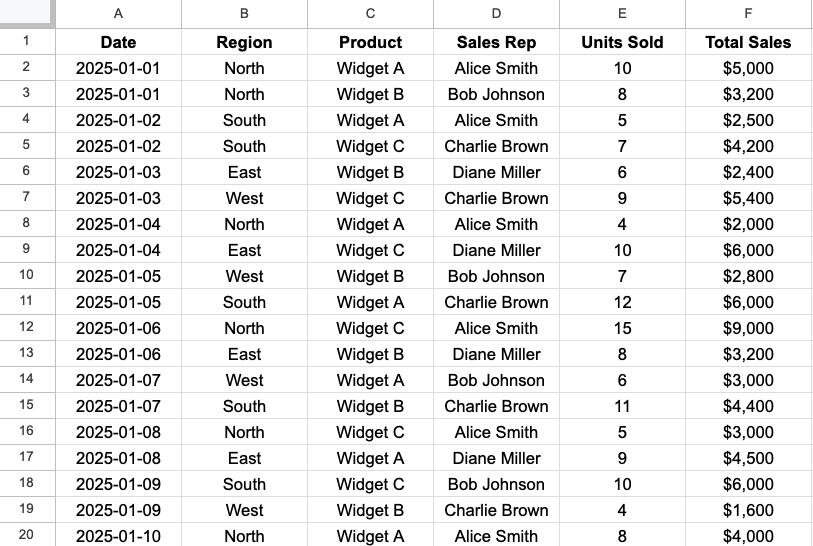 A B C D E F
1 Date Region Product Sales Rep Units Sold Total Sales
2 2025-01-01 North Widget A Alice Smith 10 $5,000
3 2025-01-01 North Widget B Bob Johnson 8 $3,200
4 2025-01-02 South Widget A Alice Smith 5 $2,500
5 2025-01-02 South Widget C Charlie Brown 7 $4,200
6 2025-01-03 East Widget B Diane Miller 6 $2,400
7 2025-01-03 West Widget C Charlie Brown 9 $5,400
8 2025-01-04 North Widget A Alice Smith 4 $2,000
9 2025-01-04 East Widget C Diane Miller 10 $6,000
10 2025-01-05 West Widget B Bob Johnson 7 $2,800
11 2025-01-05 South Widget A Charlie Brown 12 $6,000
12 2025-01-06 North Widget C Alice Smith 15 $9,000
13 2025-01-06 East Widget B Diane Miller 8 $3,200
14 2025-01-07 West Widget A Bob Johnson 6 $3,000
15 2025-01-07 South Widget B Charlie Brown 11 $4,400
16 2025-01-08 North Widget C Alice Smith 5 $3,000
17 2025-01-08 East Widget A Diane Miller 9 $4,500
18 2025-01-09 South Widget C Bob Johnson 10 $6,000
19 2025-01-09 West Widget B Charlie Brown 4 $1,600
20 2025-01-10 North Widget A Alice Smith 8 $4,000